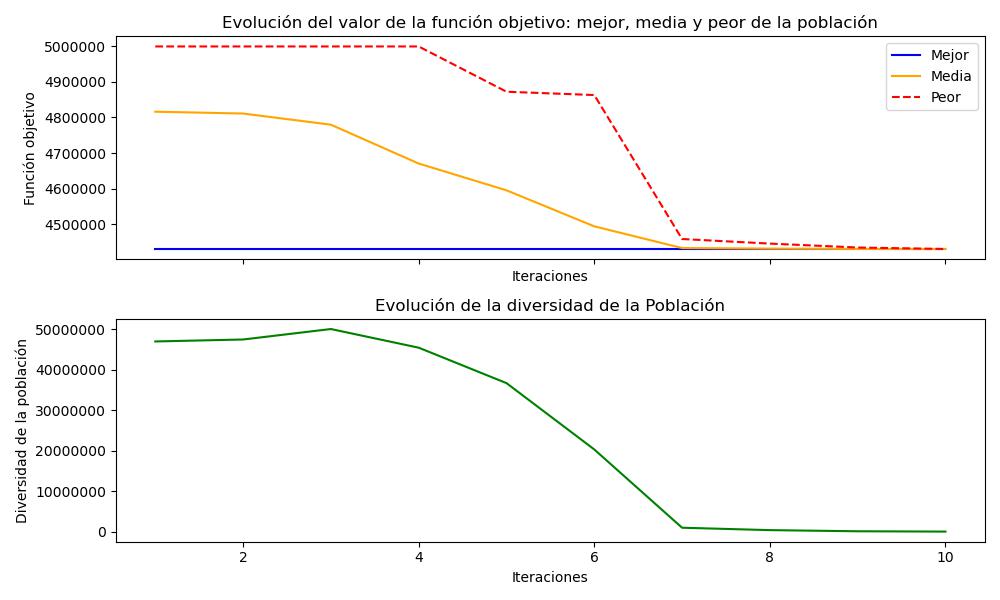 Evolución del valor de la función objetivo: mejor, media y peor de la población
5000000
4900000
4800000
4700000
4600000
4500000
Función objetivo
Mejor
Media
Peor
Iteraciones
Evolución de la diversidad de la Población
50000000
40000000
30000000
20000000
10000000
0
Diversidad de la población
2 4 6 8 10
Iteraciones